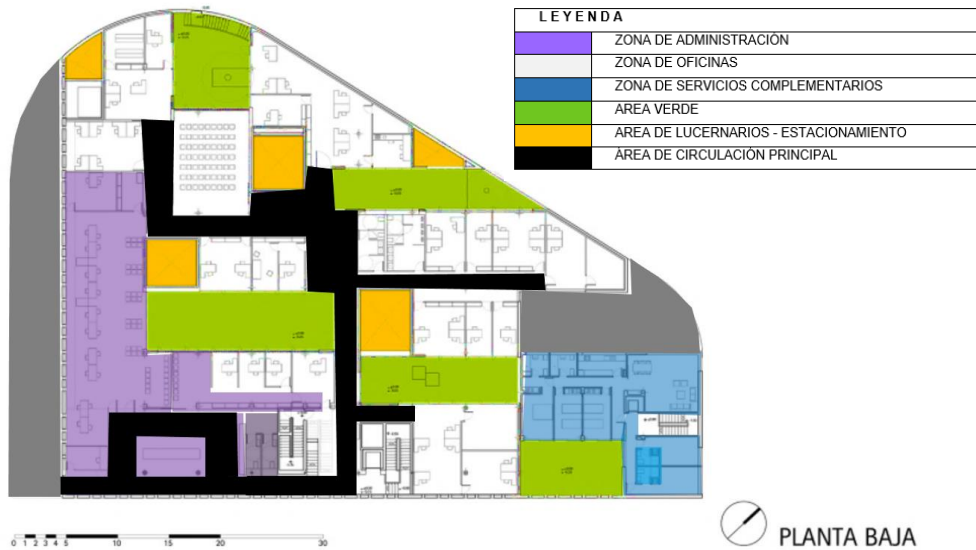 LEYENDA
ZONA DE ADMINISTRACIÓN
ZONA DE OFICINAS
ZONA DE SERVICIOS COMPLEMENTARIOS
AREA VERDE
AREA DE LUCERNARIOS - ESTACIONAMIENTO
ÁREA DE CIRCULACIÓN PRINCIPAL
0 1 2 3 4 5 10 15 20 30
PLANTA BAJA